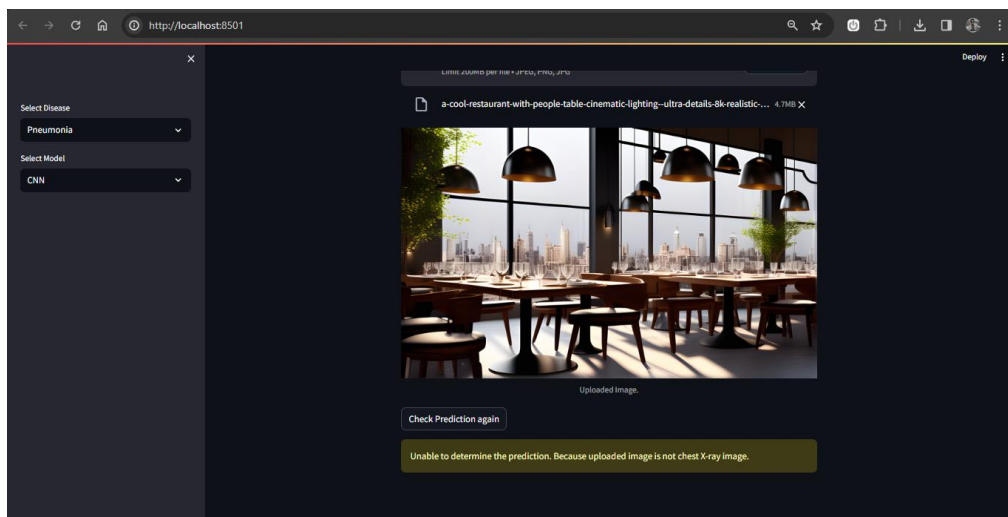 http://localhost:8501
Deploy
Select Disease
Pneumonia
Select Model
CNN
Limit 200MB per file • JPEG, PNG, JPG
a-cool-restaurant-with-people-table-cinematic-lighting--ultra-details-8k-realistic-... 4.7MB
Uploaded Image.
Check Prediction again
Unable to determine the prediction. Because uploaded image is not chest X-ray image.